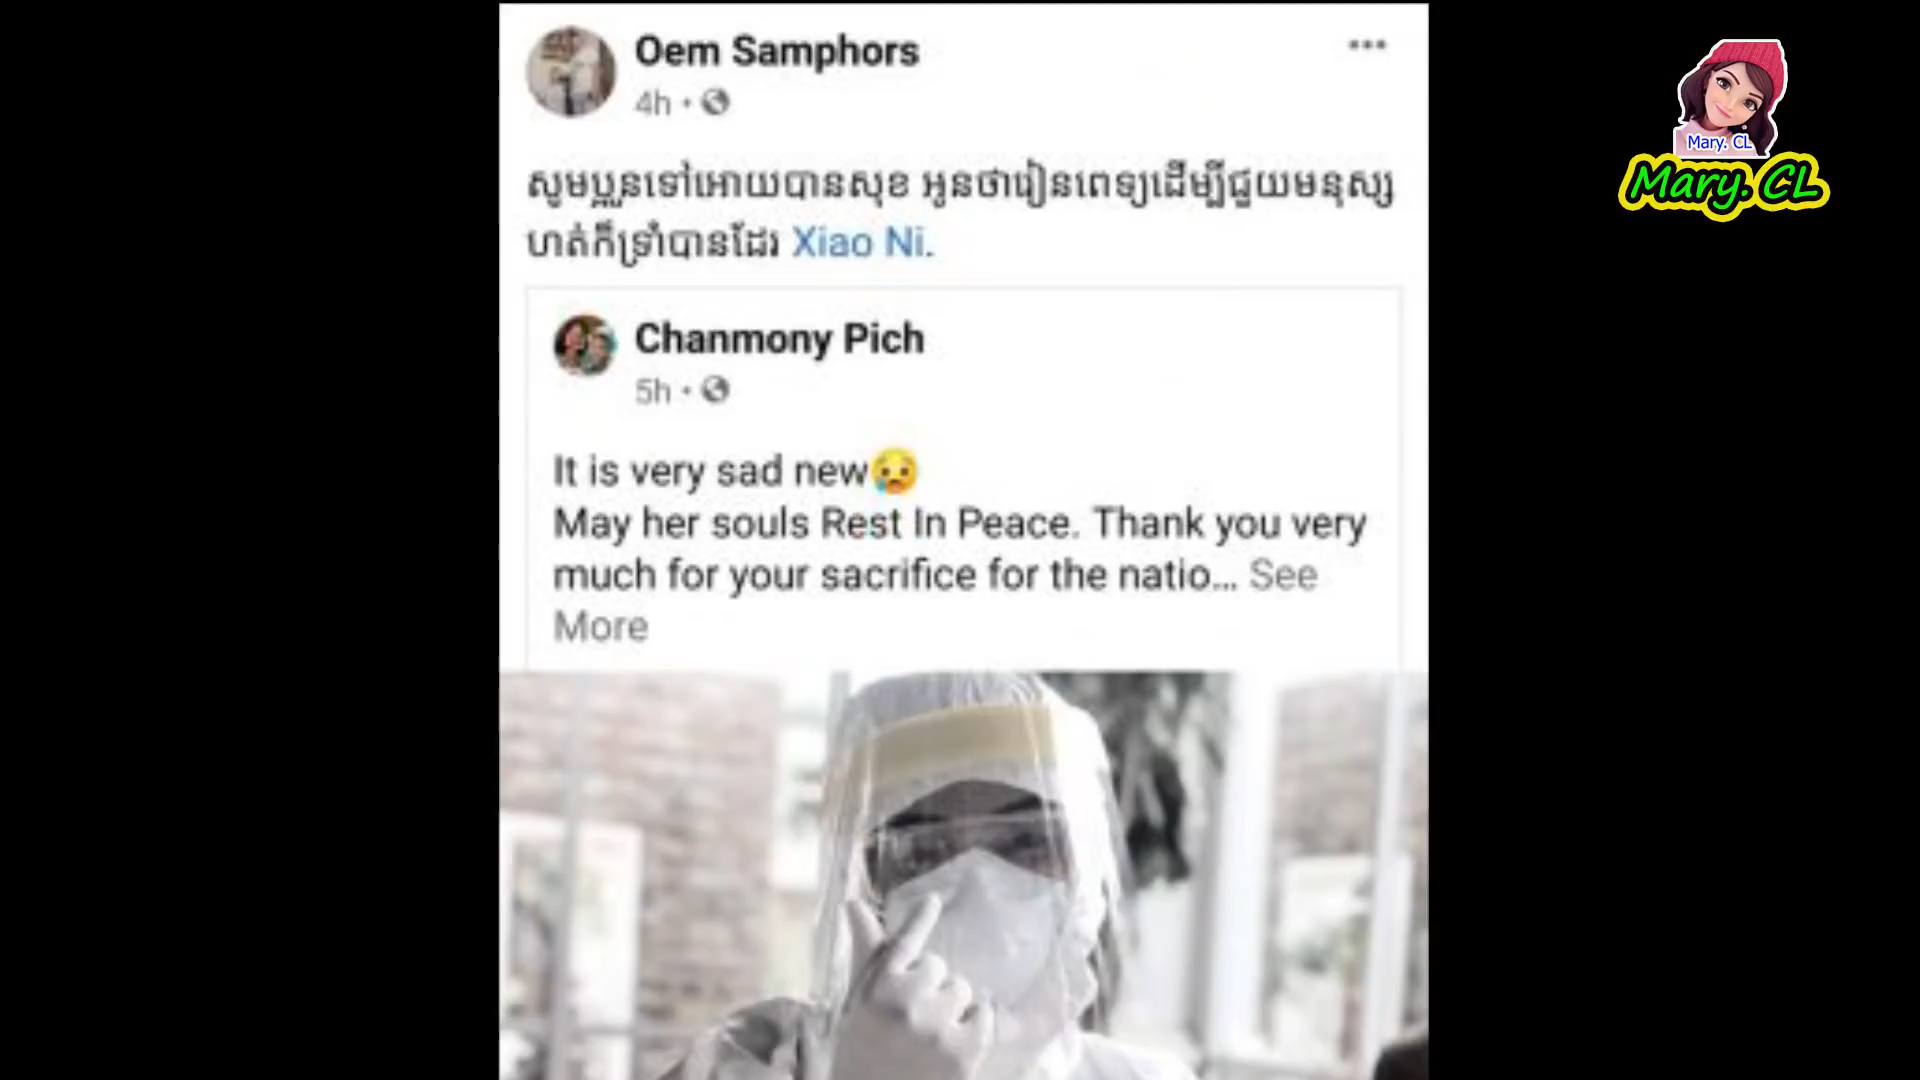 Oem Samphors
4h
សូមប្អូនទៅអោយបានសុខ អូនថារៀនពេទ្យដើម្បីជួយមនុស្ស
ហត់ក៏ទ្រាំបានដែរ Xiao Ni.
Chanmony Pich
5h
It is very sad new😥
May her souls Rest In Peace. Thank you very
much for your sacrifice for the natio... See
More
Mary. CL
Mary. CL